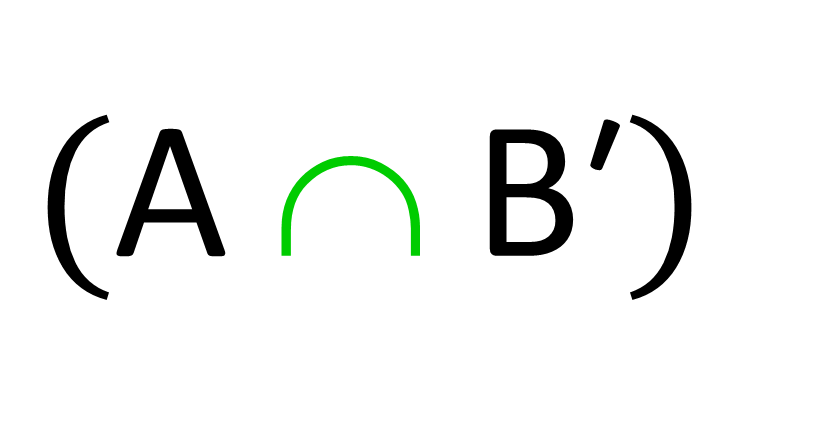 (A ∩ B′)